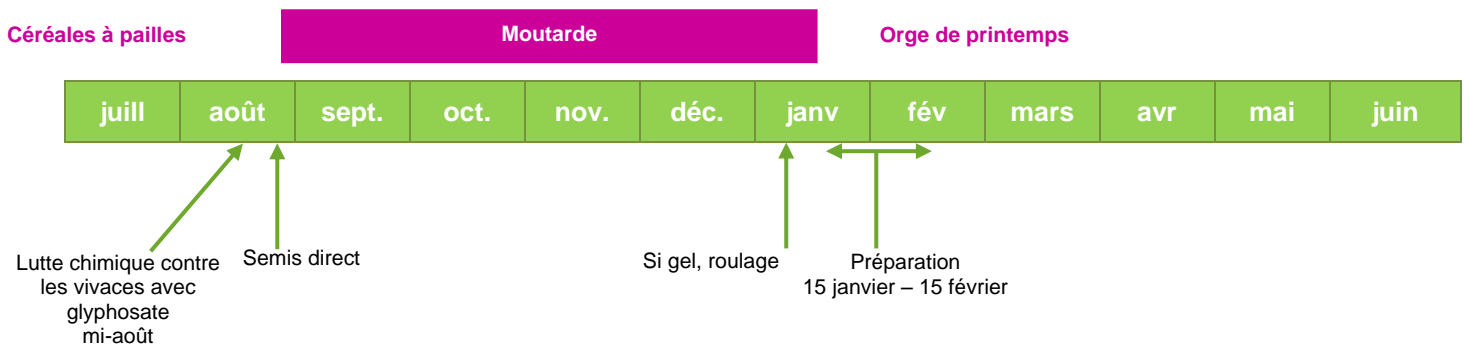 Céréales à pailles
Moutarde
Orge de printemps
juill août sept. oct. nov. déc. janv fév mars avr mai juin
Lutte chimique contre
les vivaces avec
glyphosate
mi-août
Semis direct
Si gel, roulage
Préparation
15 janvier – 15 février